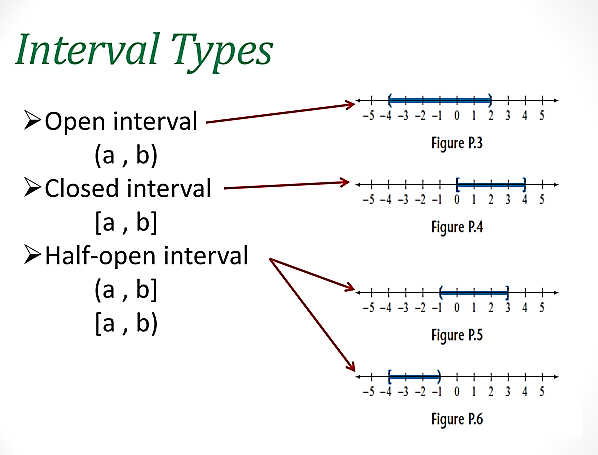 Interval Types
➢Open interval
(a , b)
➢Closed interval
[a , b]
➢Half-open interval
(a , b]
[a , b)
−5 −4 −3 −2 −1 0 1 2 3 4 5
Figure P.3
−5 −4 −3 −2 −1 0 1 2 3 4 5
Figure P.4
−5 −4 −3 −2 −1 0 1 2 3 4 5
Figure P.5
−5 −4 −3 −2 −1 0 1 2 3 4 5
Figure P.6